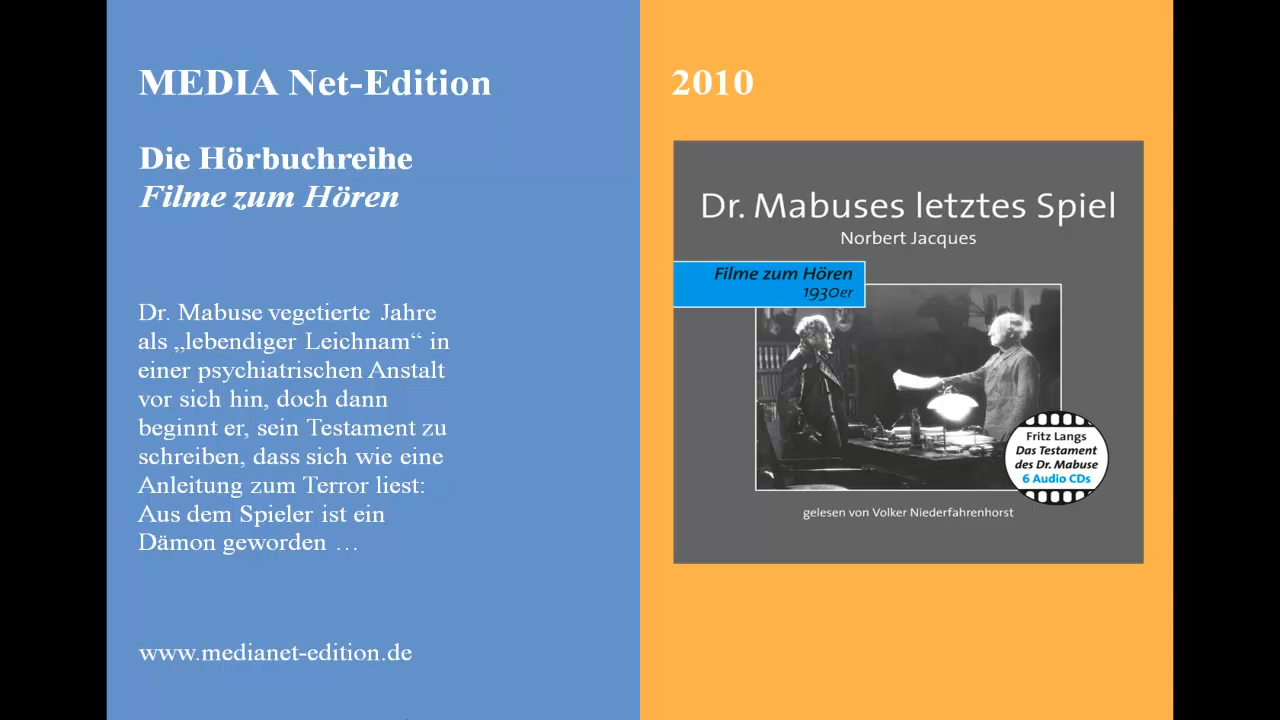 MEDIA Net-Edition
Die Hörbuchreihe
Filme zum Hören
Dr. Mabuse vegetierte Jahre
als „lebendiger Leichnam“ in
einer psychiatrischen Anstalt
vor sich hin, doch dann
beginnt er, sein Testament zu
schreiben, dass sich wie eine
Anleitung zum Terror liest:
Aus dem Spieler ist ein
Dämon geworden …
www.medianet-edition.de
2010
Dr. Mabuses letztes Spiel
Norbert Jacques
Filme zum Hören
1930er
Fritz Langs
Das Testament
des Dr. Mabuse
6 Audio CDs
gelesen von Volker Niederfahrenhorst